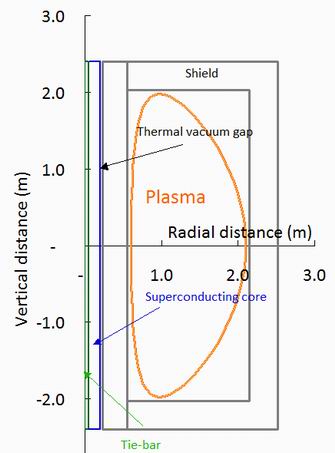 3.0
Shield
2.0
Thermal vacuum gap
1.0
Plasma
Radial distance (m)
Vertical distance (m)
-
-
1.0
2.0
3.0
Superconducting core
-1.0
-2.0
Tie-bar